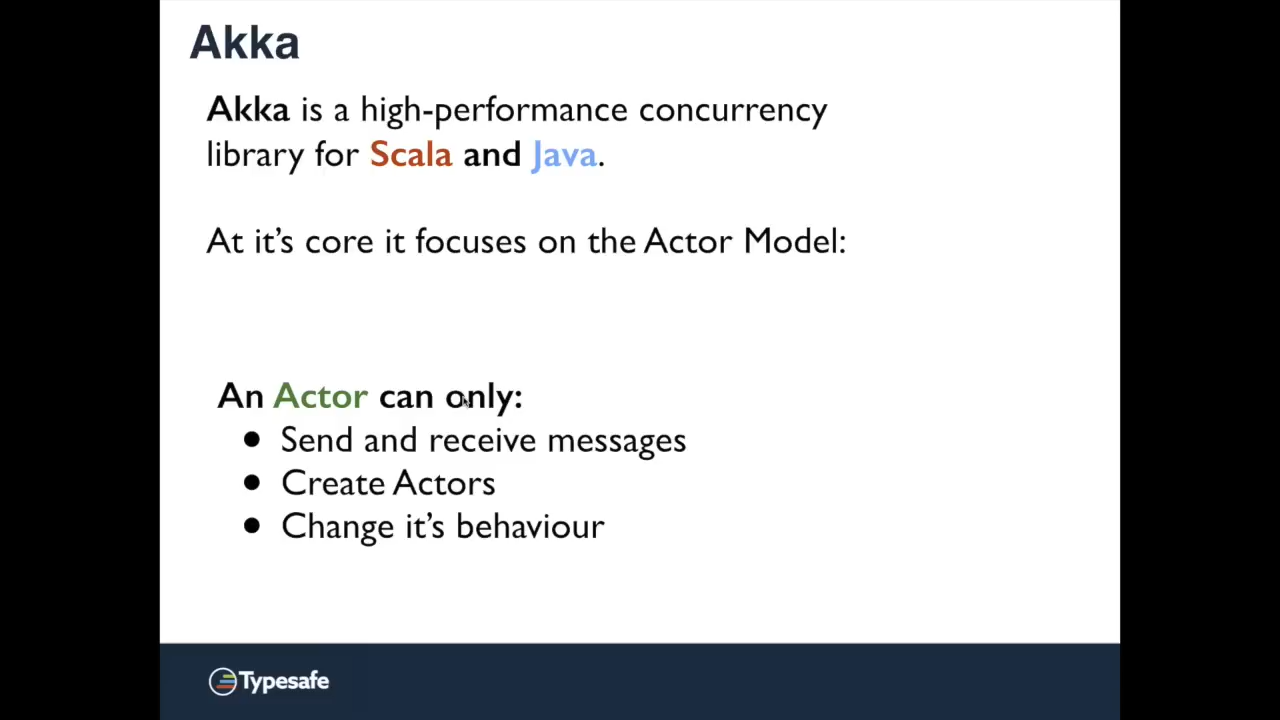 Akka
Akka is a high-performance concurrency
library for Scala and Java.
At it’s core it focuses on the Actor Model:
An Actor can only:
● Send and receive messages
● Create Actors
● Change it’s behaviour
Typesafe